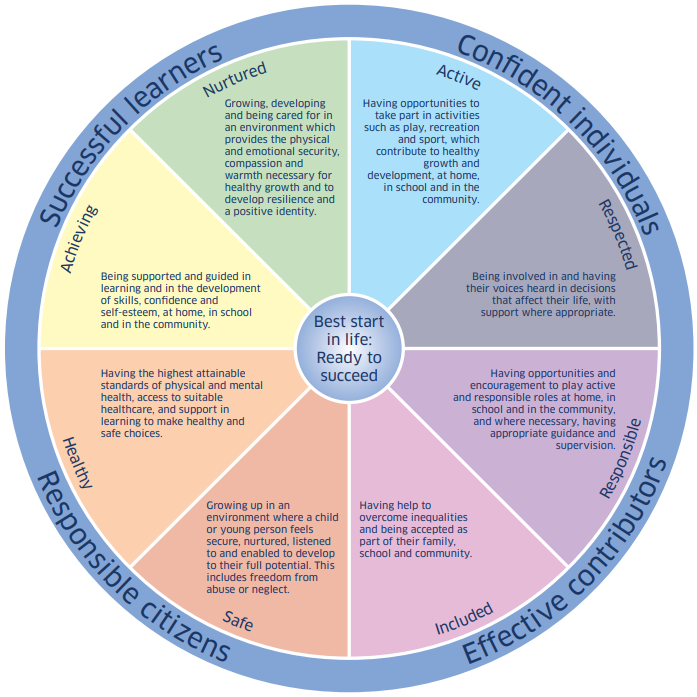 Successful learners
Confident individuals
Nurtured
Growing, developing
and being cared for in
an environment which
provides the physical
and emotional security,
compassion and
warmth necessary for
healthy growth and to
develop resilience and
a positive identity.
Active
Having opportunities to
take part in activities
such as play, recreation
and sport, which
contribute to healthy
growth and
development, at home,
in school and in the
community.
Achieving
Being supported and guided in
learning and in the development
of skills, confidence and
self-esteem, at home, in school
and in the community.
Respected
Being involved in and having
their voices heard in decisions
that affect their life, with
support where appropriate.
Best start
in life:
Ready to
succeed
Healthy
Having the highest attainable
standards of physical and mental
health, access to suitable
healthcare, and support in
learning to make healthy and
safe choices.
Responsible
Having opportunities and
encouragement to play active
and responsible roles at home, in
school and in the community,
and where necessary, having
appropriate guidance and
supervision.
Growing up in an
environment where a child
or young person feels
secure, nurtured, listened
to and enabled to develop
to their full potential. This
includes freedom from
abuse or neglect.
Safe
Having help to
overcome inequalities
and being accepted as
part of their family,
school and community.
Included
Responsible citizens
Effective contributors